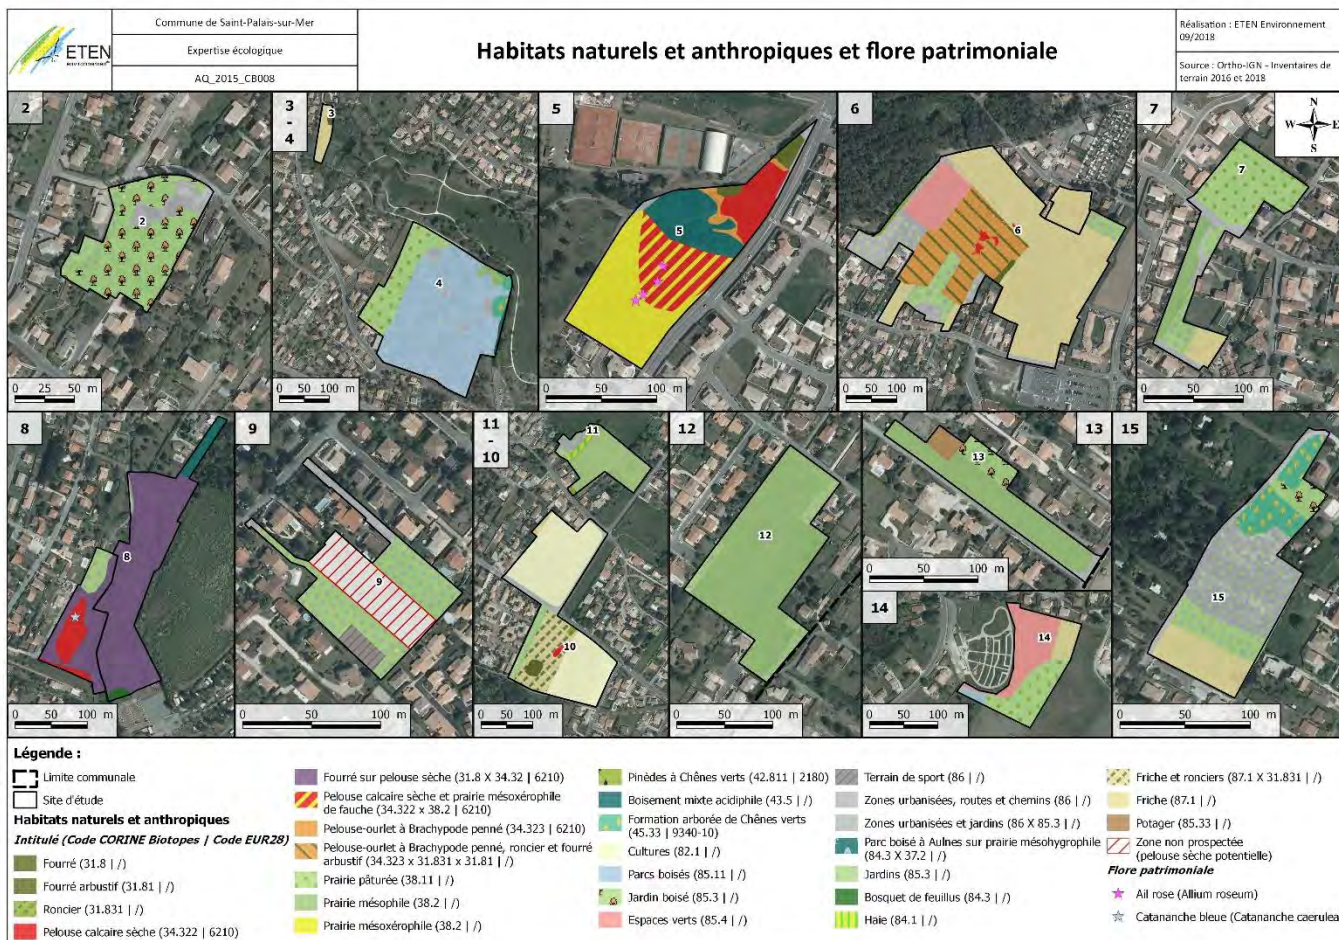 ETEN
Commune de Saint-Palais-sur-Mer
Expertise écologique
AQ_2015_CB008
Habitats naturels et anthropiques et flore patrimoniale
Réalisation : ETEN Environnement
09/2018
Source : Ortho-IGN - Inventaires de
terrain 2016 et 2018
2
2
0 25 50 m
3
-
4
3
4
0 50 100 m
5
5
0 50 100 m
6
6
0 50 100 m
7
N
W E
S
7
0 50 100 m
8
8
0 50 100 m
9
9
0 50 100 m
11
-
10
11
10
0 50 100 m
12
12
0 50 100 m
13
13
0 50 100 m
14
14
0 50 100 m
15
15
0 50 100 m
Légende :
Limite communale
Site d'étude
Habitats naturels et anthropiques
Intitulé (Code CORINE Biotopes | Code EUR28)
Fourré (31.8 | /)
Fourré arbustif (31.81 | /)
Roncier (31.831 | /)
Pelouse calcaire sèche (34.322 | 6210)
Fourré sur pelouse sèche (31.8 X 34.32 | 6210)
Pelouse calcaire sèche et prairie mésoxérophile
de fauche (34.322 x 38.2 | 6210)
Pelouse-ourlet à Brachypode penné (34.323 | 6210)
Pelouse-ourlet à Brachypode penné, roncier et fourré
arbustif (34.323 x 31.831 x 31.81 | /)
Prairie pâturée (38.11 | /)
Prairie mésophile (38.2 | /)
Prairie mésoxérophile (38.2 | /)
Pinèdes à Chênes verts (42.811 | 2180)
Boisement mixte acidiphile (43.5 | /)
Formation arborée de Chênes verts
(45.33 | 9340-10)
Cultures (82.1 | /)
Parcs boisés (85.11 | /)
Jardin boisé (85.3 | /)
Espaces verts (85.4 | /)
Terrain de sport (86 | /)
Zones urbanisées, routes et chemins (86 | /)
Zones urbanisées et jardins (86 X 85.3 | /)
Parc boisé à Aulnes sur prairie mésohygrophile
(84.3 X 37.2 | /)
Jardins (85.3 | /)
Bosquet de feuillus (84.3 | /)
Haie (84.1 | /)
Friche et ronciers (87.1 X 31.831 | /)
Friche (87.1 | /)
Potager (85.33 | /)
Zone non prospectée
(pelouse sèche potentielle)
Flore patrimoniale
Ail rose (Allium roseum)
Catananche bleue (Catananche caerulea